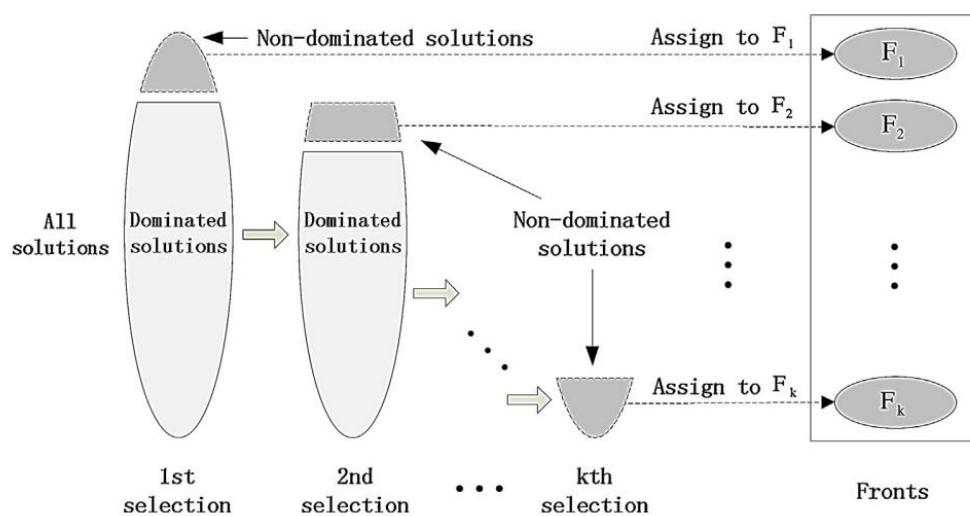 Non-dominated solutions
Assign to F₁
F₁
Assign to F₂
F₂
All
solutions
Dominated
solutions
Dominated
solutions
Non-dominated
solutions
Assign to Fₖ
Fₖ
1st
selection
2nd
selection
...
kth
selection
Fronts